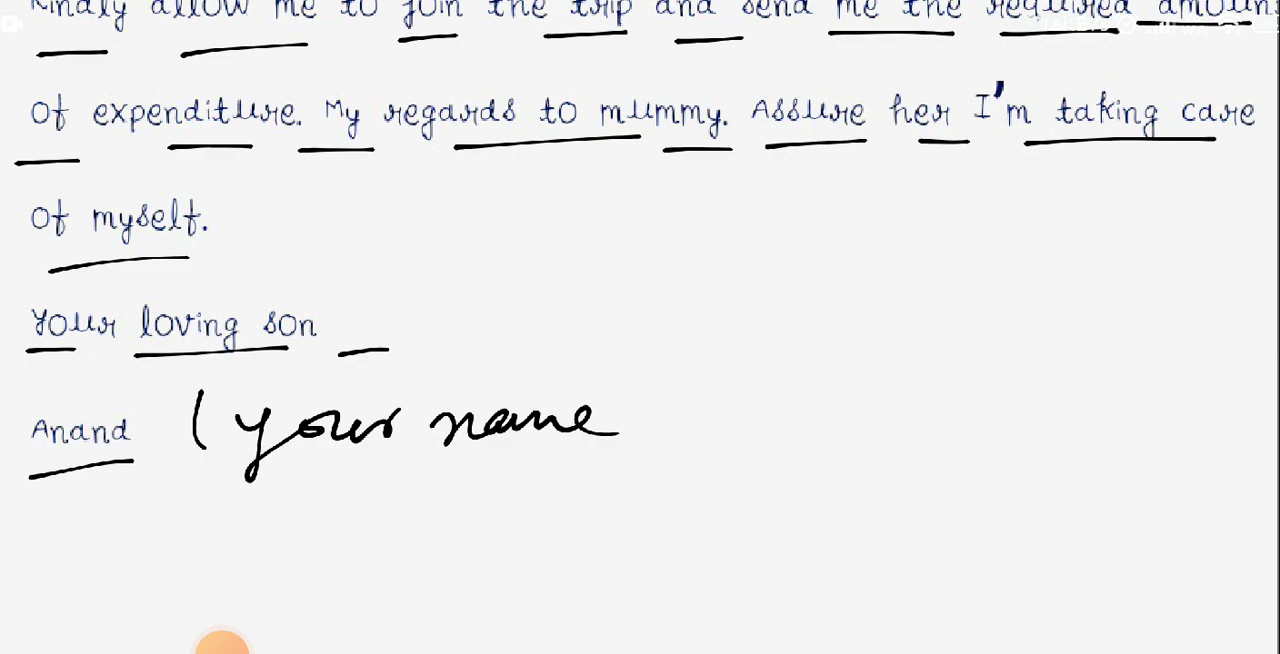 Kindly allow me to join the trip and send me the required amount
of expenditure. My regards to mummy. Assure her I'm taking care
of myself.
Your loving son
Anand (your name